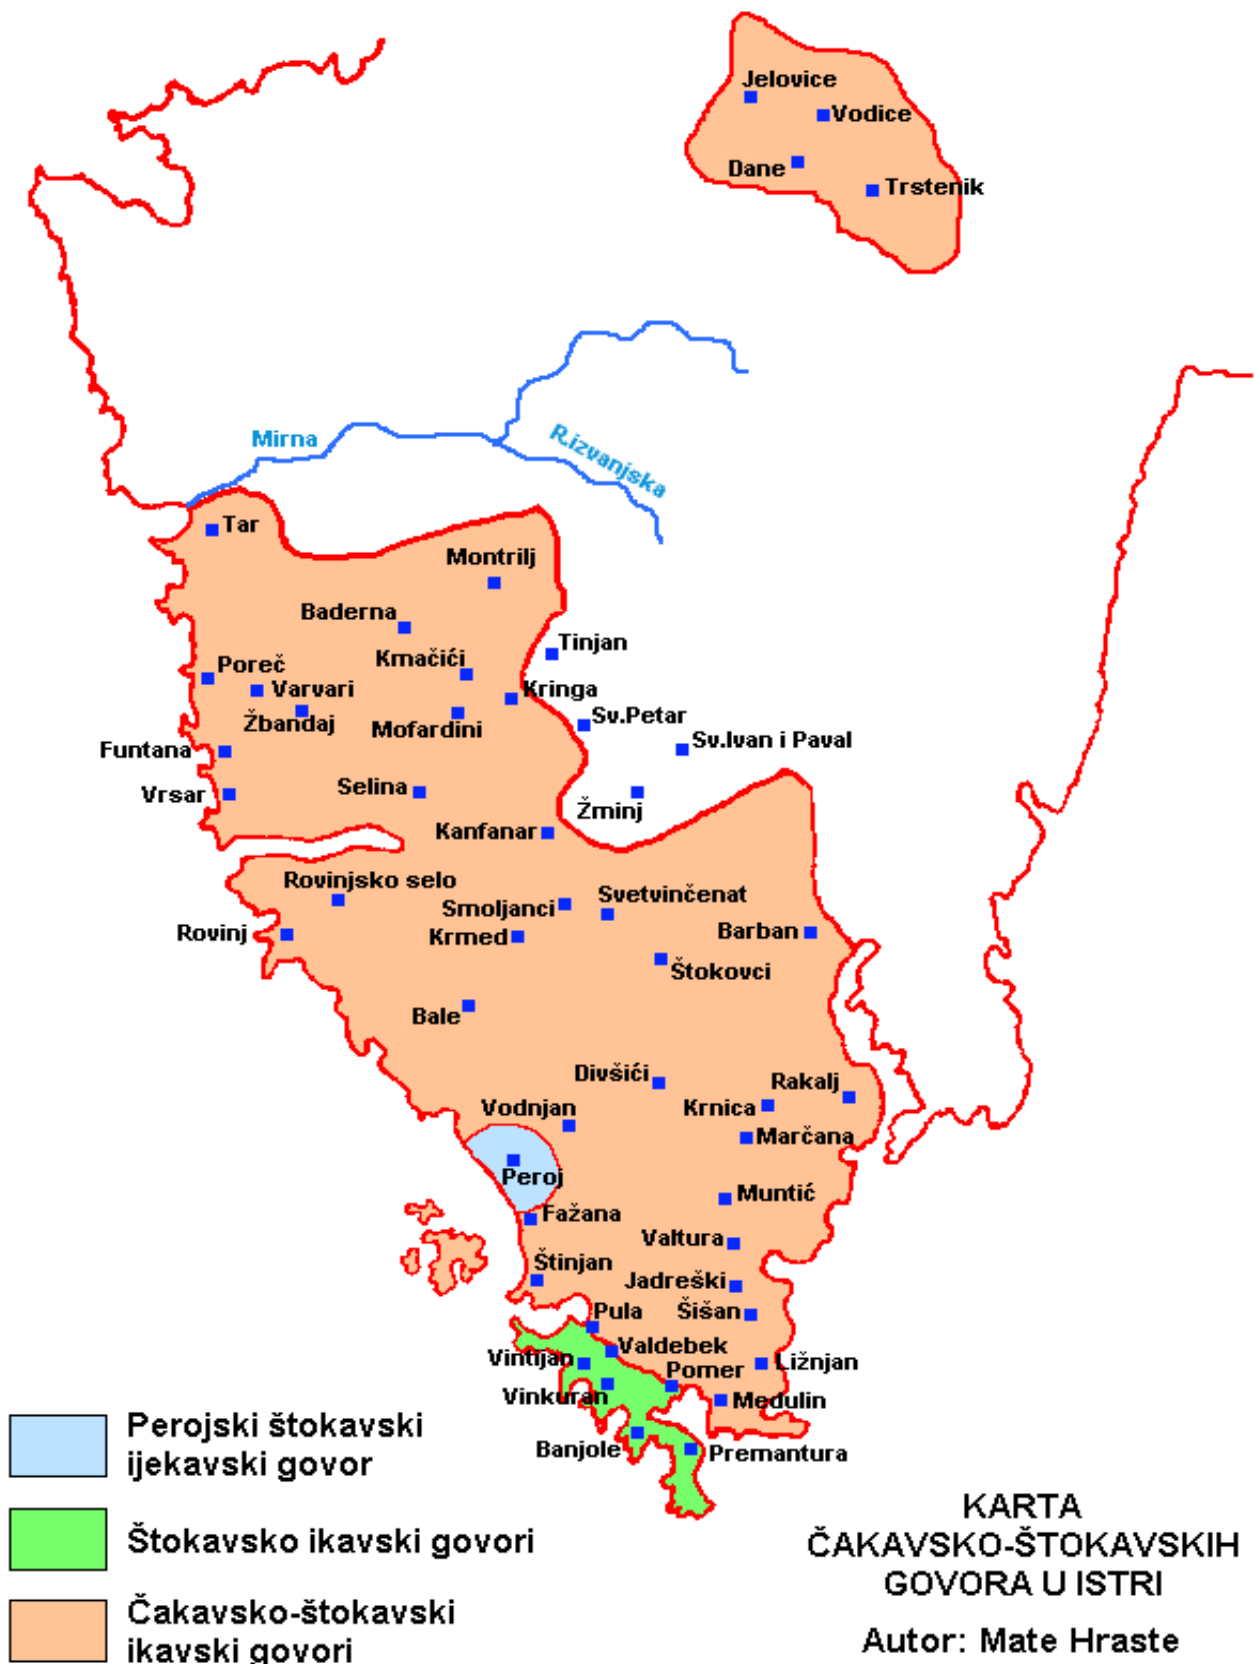 Jelovice
Vodice
Dane
Trstenik
Mirna
R.izvanjska
Tar
Montrilj
Baderna
Tinjan
Krnačići
Poreč
Varvari
Kringa
Žbandaj
Mofardini
Sv.Petar
Funtana
Sv.Ivan i Paval
Vrsar
Selina
Žminj
Kanfanar
Rovinjsko selo
Svetvinčenat
Smoljanci
Rovinj
Krmed
Barban
Štokovci
Bale
Divšići
Rakalj
Krnica
Vodnjan
Marčana
Peroj
Muntić
Fažana
Valtura
Štinjan
Jadreški
Pula
Šišan
Valdebek
Vintijan
Pomer
Ližnjan
Vinkuran
Medulin
Banjole
Premantura
Perojski štokavski
ijekavski govor
Štokavsko ikavski govori
Čakavsko-štokavski
ikavski govori
KARTA
ČAKAVSKO-ŠTOKAVSKIH
GOVORA U ISTRI
Autor: Mate Hraste